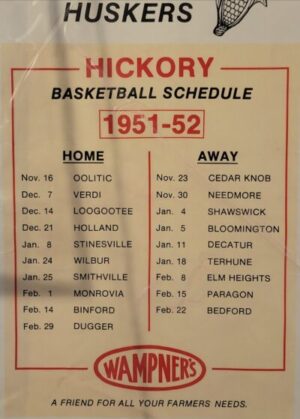 HUSKERS
HICKORY
BASKETBALL SCHEDULE
1951-52
HOME
Nov. 16 OOLITIC
Dec. 7 VERDI
Dec. 14 LOOGOOTEE
Dec. 21 HOLLAND
Jan. 8 STINESVILLE
Jan. 24 WILBUR
Jan. 25 SMITHVILLE
Feb. 1 MONROVIA
Feb. 14 BINFORD
Feb. 29 DUGGER
AWAY
Nov. 23 CEDAR KNOB
Nov. 30 NEEDMORE
Jan. 4 SHAWSWICK
Jan. 5 BLOOMINGTON
Jan. 11 DECATUR
Jan. 18 TERHUNE
Feb. 8 ELM HEIGHTS
Feb. 15 PARAGON
Feb. 22 BEDFORD
WAMPNER'S
A FRIEND FOR ALL YOUR FARMERS NEEDS.